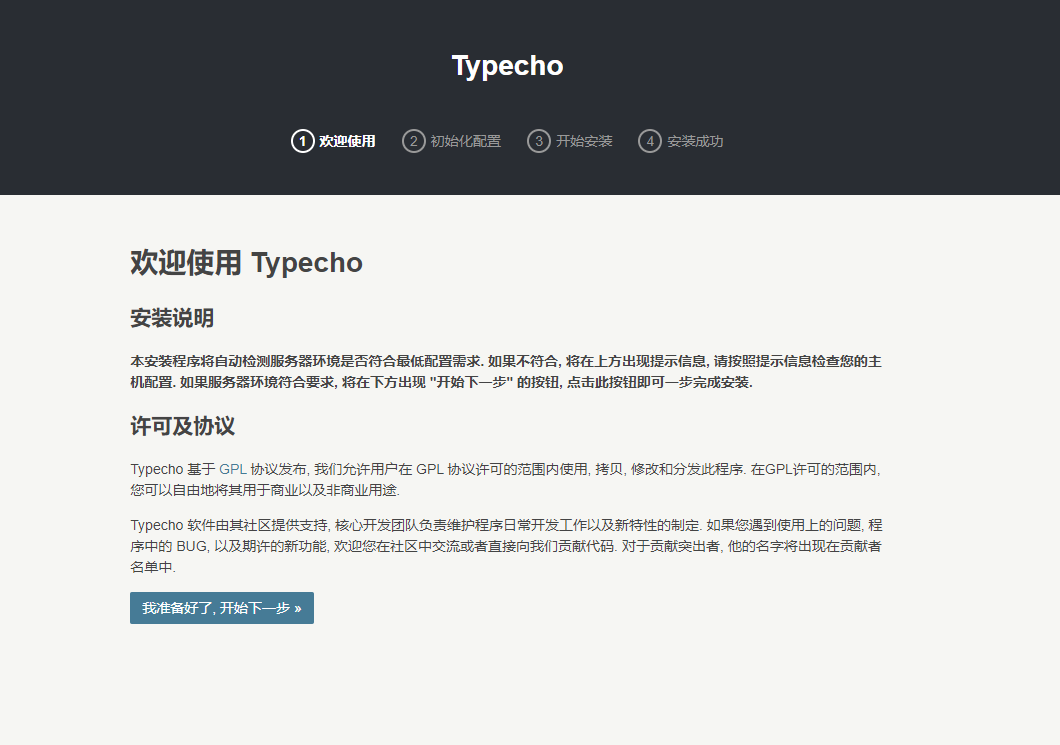 Typecho
1 欢迎使用 2 初始化配置 3 开始安装 4 安装成功
欢迎使用 Typecho
安装说明
本安装程序将自动检测服务器环境是否符合最低配置需求. 如果不符合, 将在上方出现提示信息, 请按照提示信息检查您的主
机配置. 如果服务器环境符合要求, 将在下方出现 "开始下一步" 的按钮, 点击此按钮即可一步完成安装.
许可及协议
Typecho 基于 GPL 协议发布, 我们允许用户在 GPL 协议许可的范围内使用, 拷贝, 修改和分发此程序. 在GPL许可的范围内,
您可以自由地将其用于商业以及非商业用途.
Typecho 软件由其社区提供支持, 核心开发团队负责维护程序日常开发工作以及新特性的制定. 如果您遇到使用上的问题, 程
序中的 BUG, 以及期许的新功能, 欢迎您在社区中交流或者直接向我们贡献代码. 对于贡献突出者, 他的名字将出现在贡献者
名单中.
我准备好了, 开始下一步 »